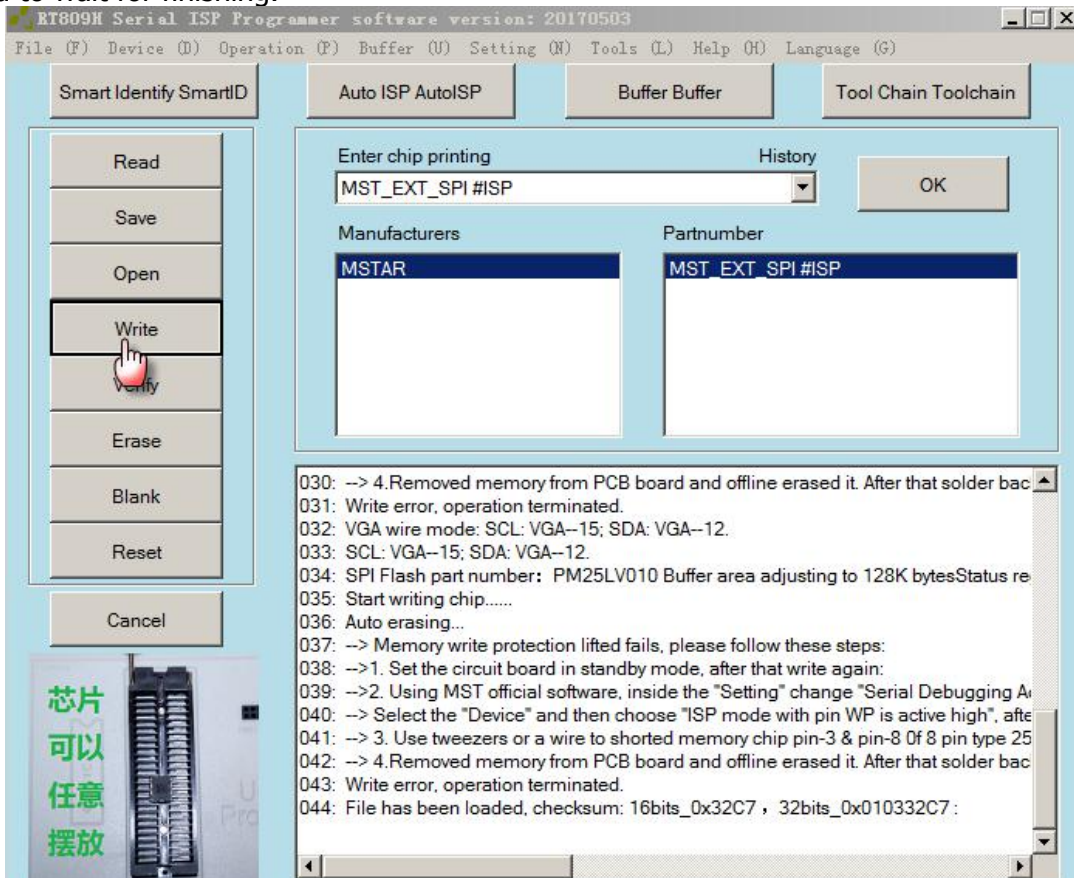 to wait for finishing.
RT809H Serial ISP Programmer software version: 20170503
File (F) Device (D) Operation (P) Buffer (U) Setting (N) Tools (L) Help (H) Language (G)
Smart Identify SmartID
Auto ISP AutoISP
Buffer Buffer
Tool Chain Toolchain
Read
Save
Open
Write
Verify
Erase
Blank
Reset
Cancel
芯片
可以
任意
摆放
Enter chip printing
History
MST_EXT_SPI #ISP
OK
Manufacturers
Partnumber
MSTAR
MST_EXT_SPI #ISP
030: --> 4.Removed memory from PCB board and offline erased it. After that solder bac
031: Write error, operation terminated.
032: VGA wire mode: SCL: VGA--15; SDA: VGA--12.
033: SCL: VGA--15; SDA: VGA--12.
034: SPI Flash part number: PM25LV010 Buffer area adjusting to 128K bytesStatus re
035: Start writing chip......
036: Auto erasing...
037: --> Memory write protection lifted fails, please follow these steps:
038: -->1. Set the circuit board in standby mode, after that write again:
039: -->2. Using MST official software, inside the "Setting" change "Serial Debugging A
040: --> Select the "Device" and then choose "ISP mode with pin WP is active high", afte
041: --> 3. Use tweezers or a wire to shorted memory chip pin-3 & pin-8 0f 8 pin type 25
042: --> 4.Removed memory from PCB board and offline erased it. After that solder bac
043: Write error, operation terminated.
044: File has been loaded, checksum: 16bits_0x32C7 , 32bits_0x010332C7 :